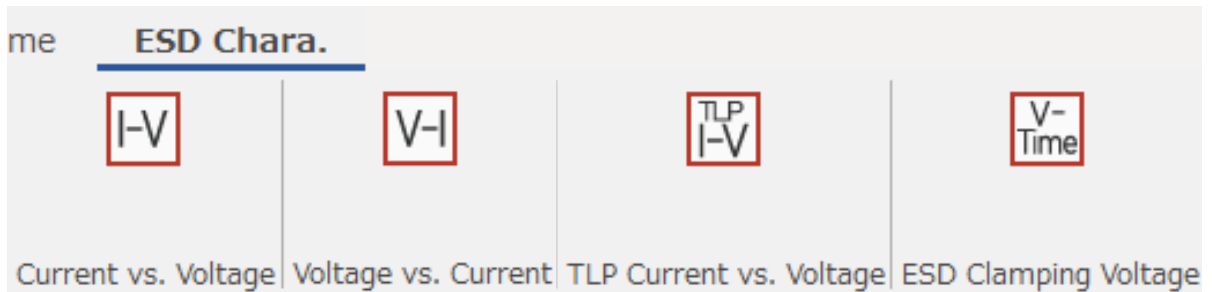 me ESD Chara.
I-V V-I TLP I-V V-Time
Current vs. Voltage Voltage vs. Current TLP Current vs. Voltage ESD Clamping Voltage